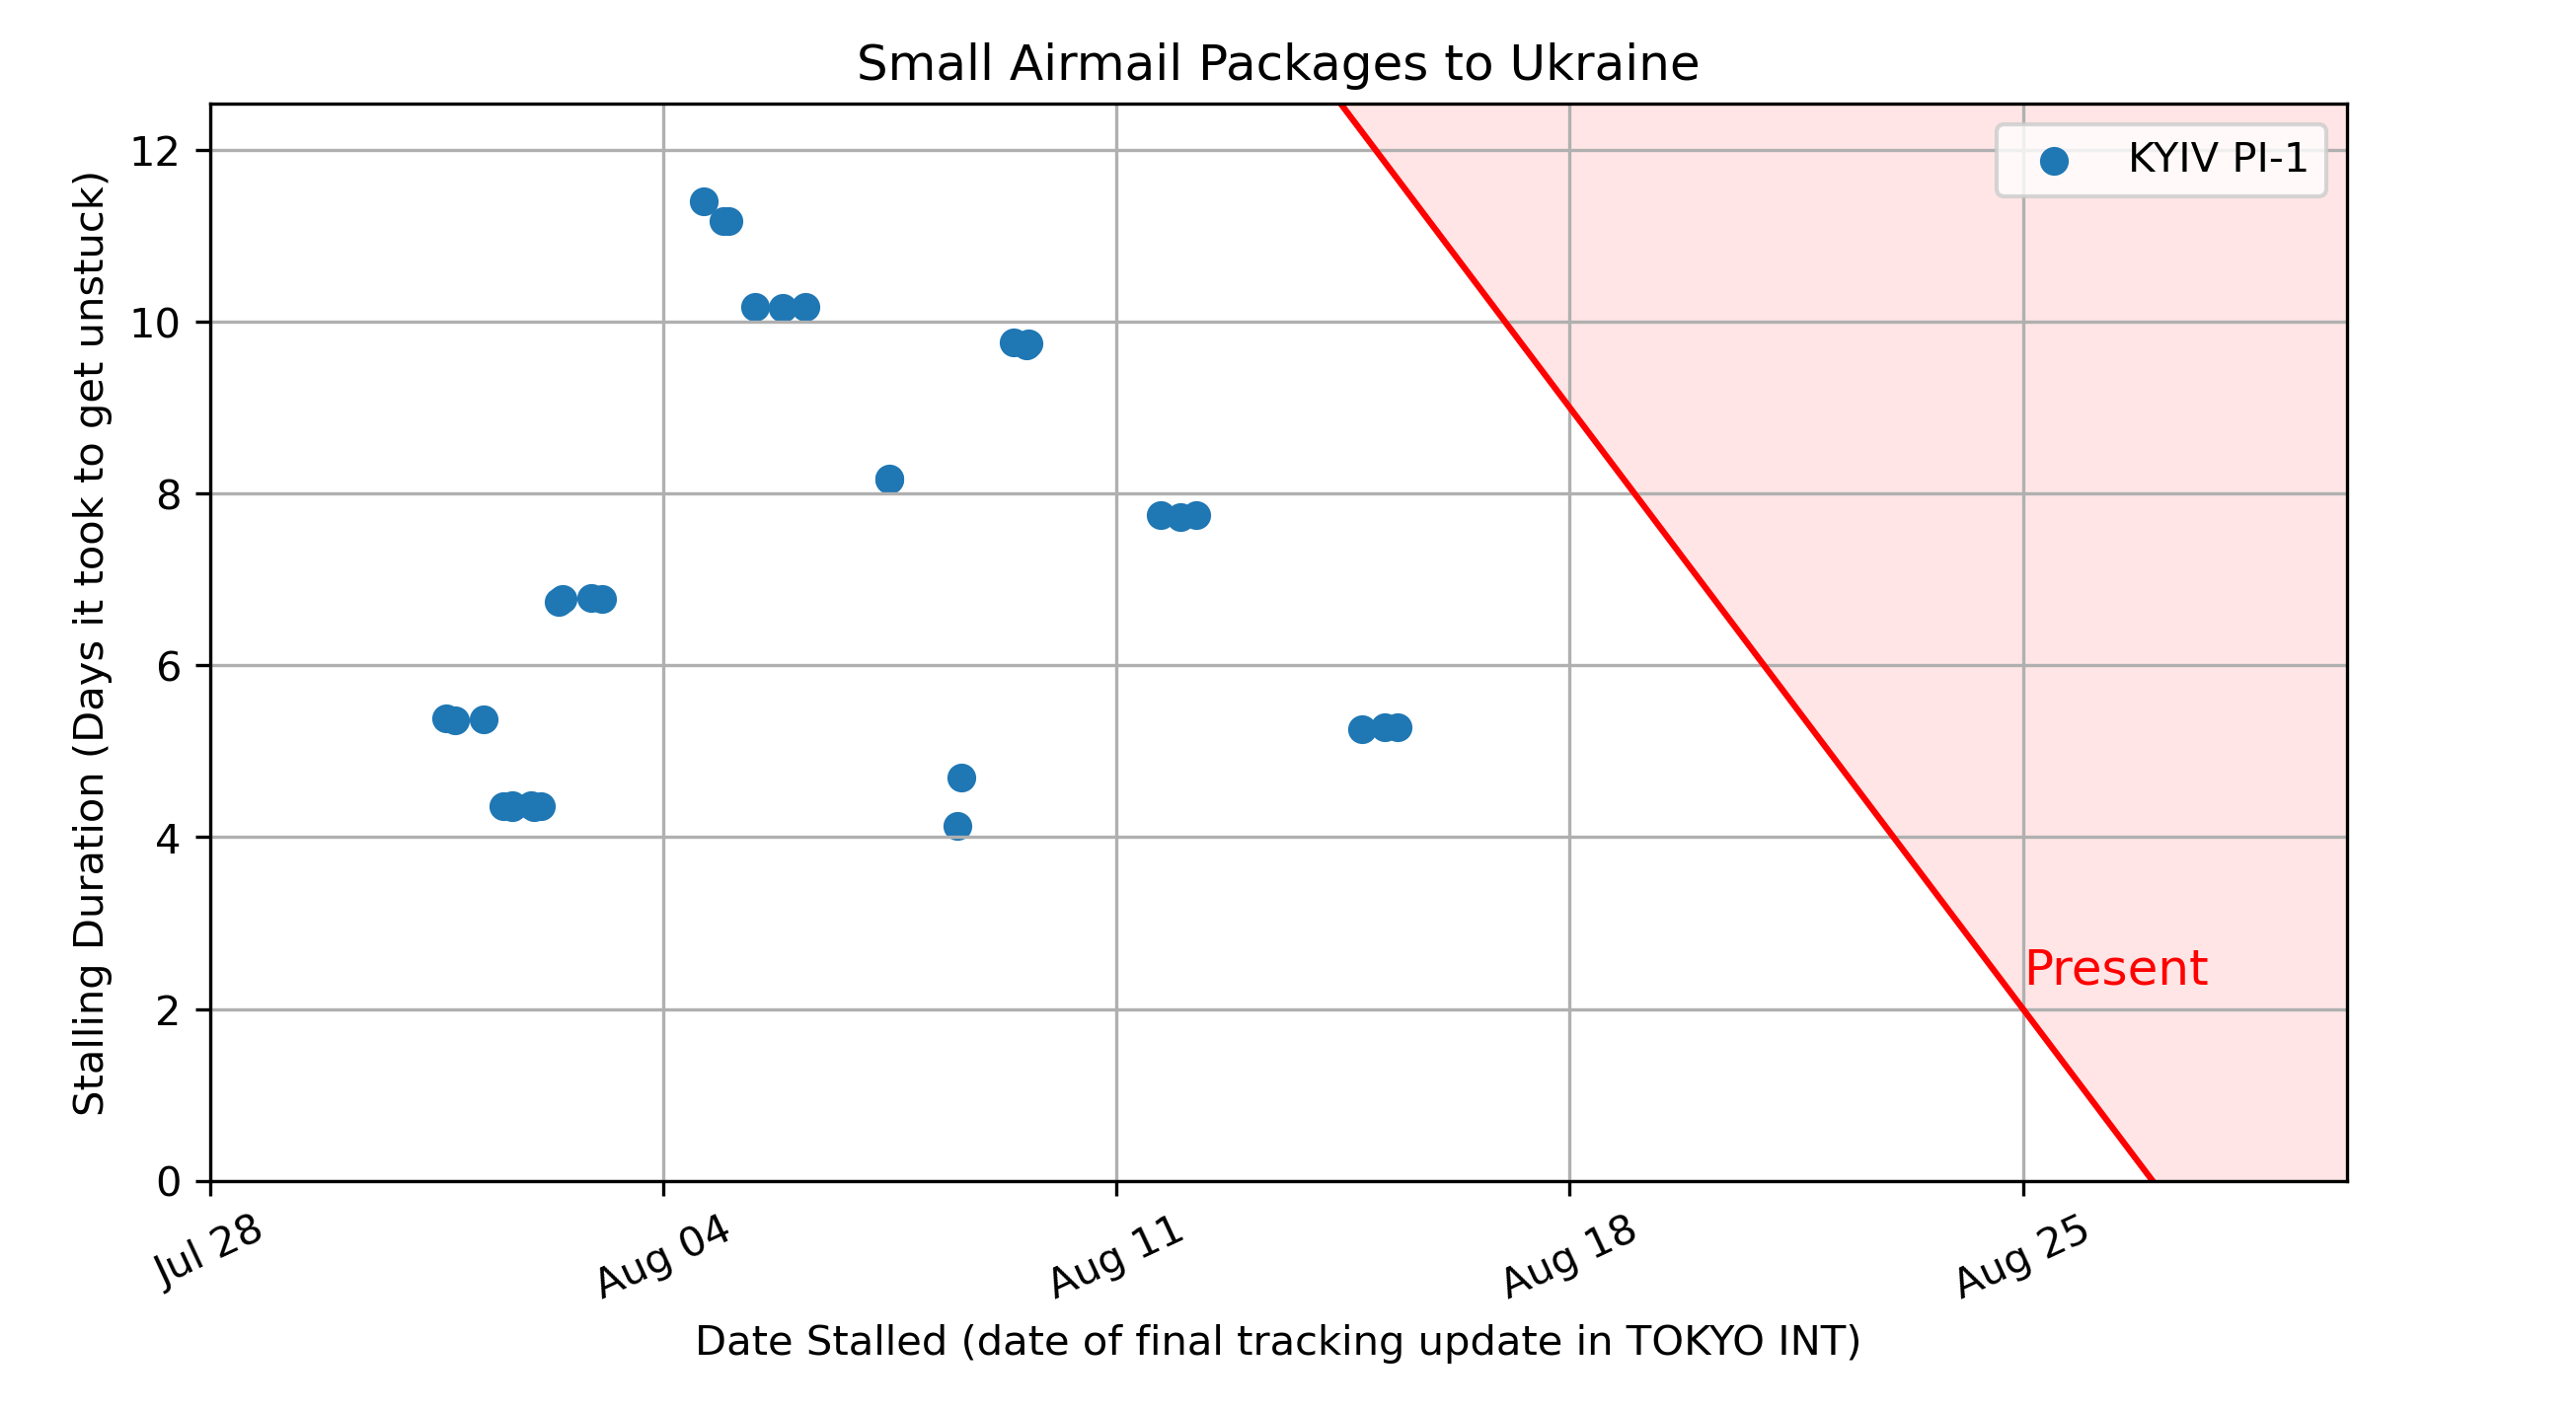 Small Airmail Packages to Ukraine
Stalling Duration (Days it took to get unstuck)
12
10
8
6
4
2
0
KYIV PI-1
Present
Jul 28
Aug 04
Aug 11
Aug 18
Aug 25
Date Stalled (date of final tracking update in TOKYO INT)